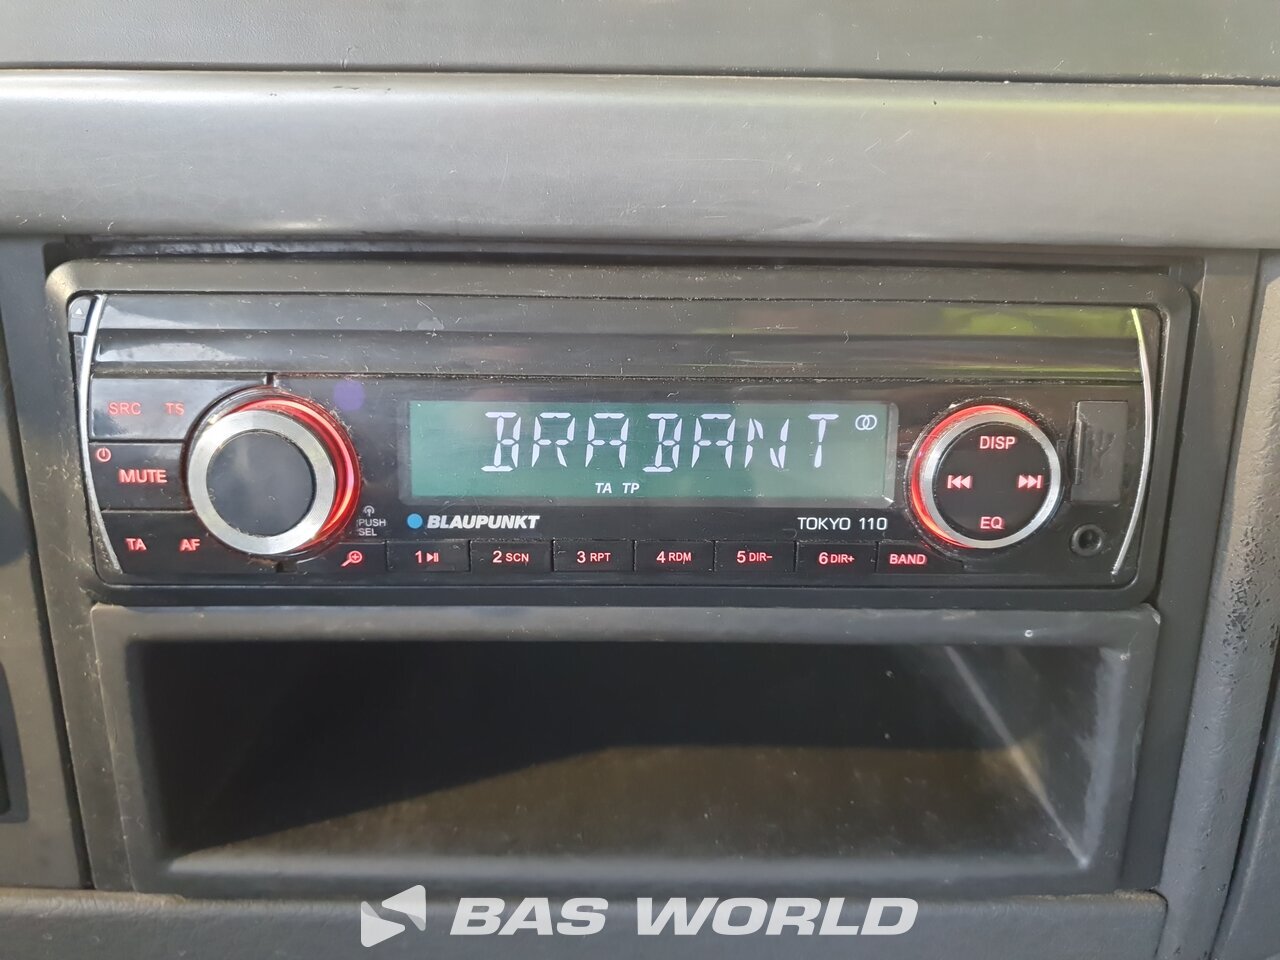 SRC TS
MUTE
TA AF
PUSH
SEL
BRABANT
TA TP
BLAUPUNKT
TOKYO 110
DISP
EQ
1 2 SCN 3 RPT 4 RDM 5 DIR- 6 DIR+ BAND
BAS WORLD